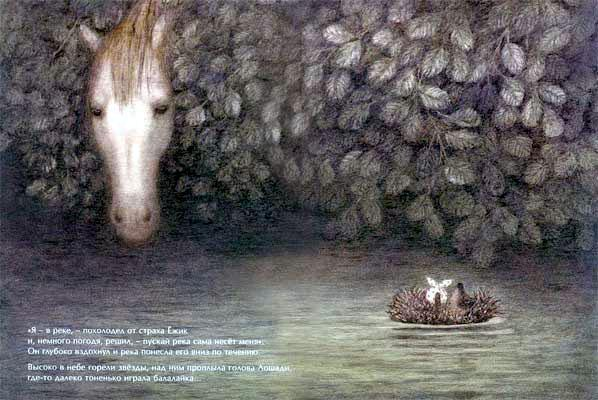 «Я – в реке, – похолодел от страха Ёжик
и, немного погодя, решил, – пускай река сама несёт меня».
Он глубоко вздохнул и река понесла его вниз по течению.
Высоко в небе горели звёзды, над ним проплыла голова Лошади,
где-то далеко тоненько играла балалайка...